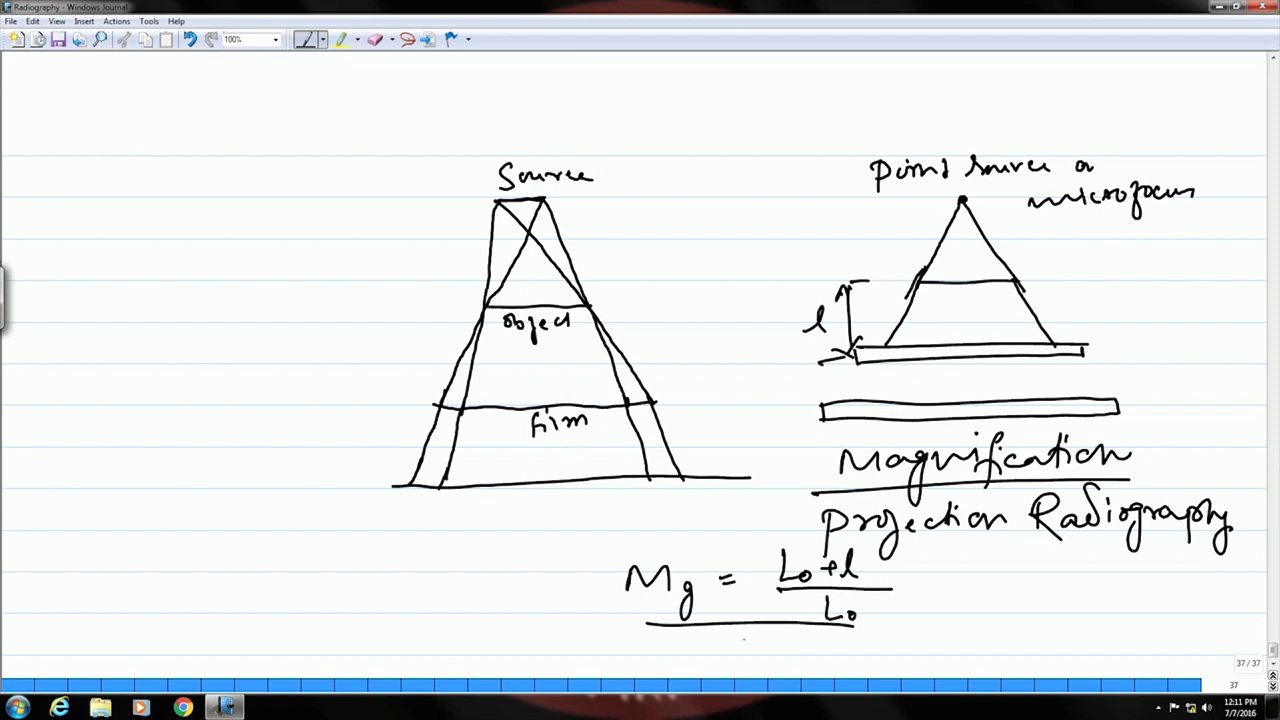 Radiography - Windows Journal
File Edit View Insert Actions Tools Help
100%
Source
object
film
Point source or
microfocus
l
Magnification
Projection Radiography
Mg = Lo + l
Lo
37 / 37
37
12:11 PM
7/7/2016